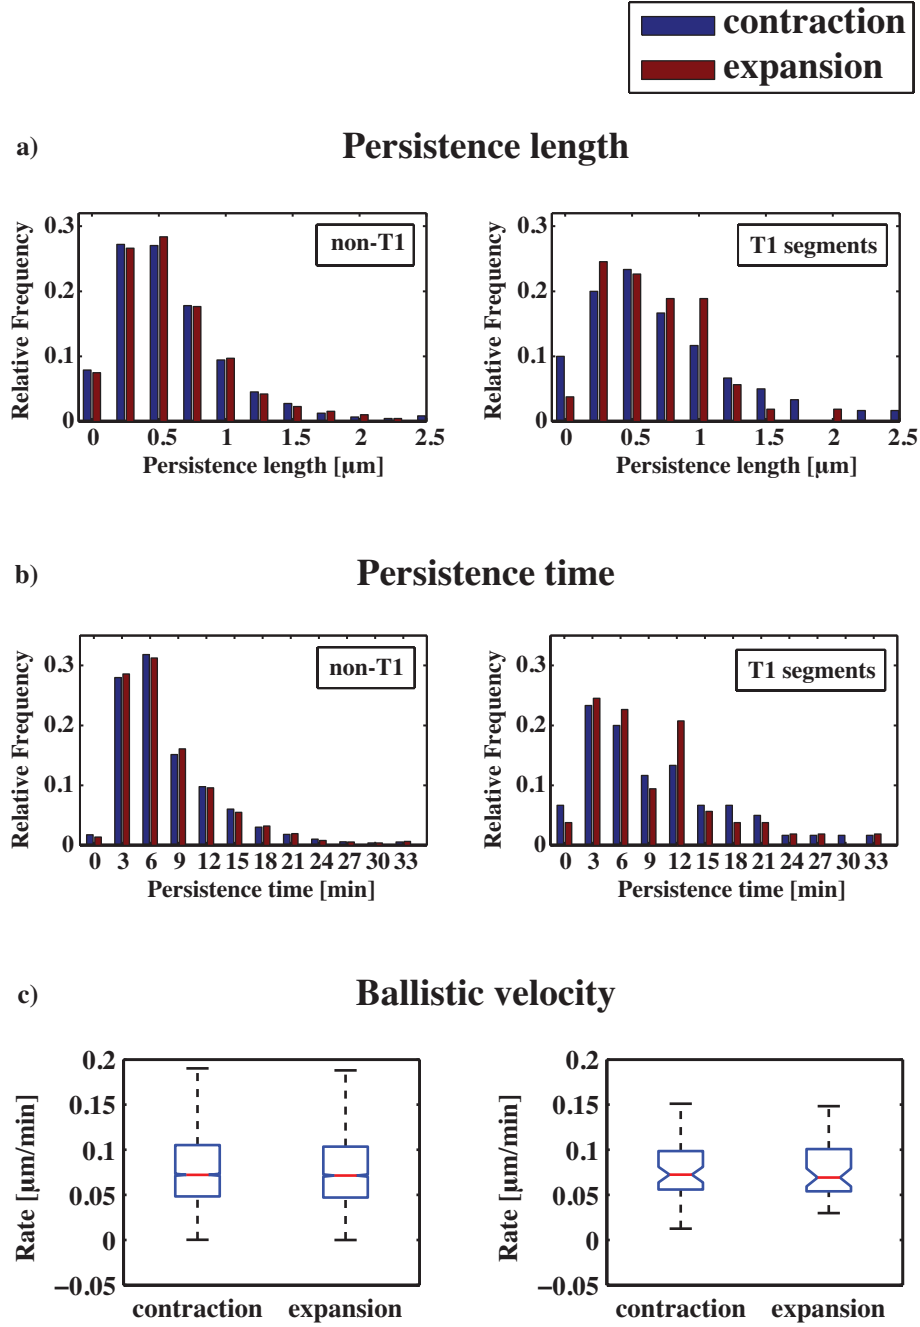 contraction
expansion
a) Persistence length
0.3
0.2
0.1
0
Relative Frequency
non-T1
0 0.5 1 1.5 2 2.5
Persistence length [µm]
0.3
0.2
0.1
0
Relative Frequency
T1 segments
0 0.5 1 1.5 2 2.5
Persistence length [µm]
b) Persistence time
0.3
0.2
0.1
0
Relative Frequency
non-T1
0 3 6 9 12 15 18 21 24 27 30 33
Persistence time [min]
0.3
0.2
0.1
0
Relative Frequency
T1 segments
0 3 6 9 12 15 18 21 24 27 30 33
Persistence time [min]
c) Ballistic velocity
0.2
0.15
0.1
0.05
0
−0.05
Rate [µm/min]
contraction expansion
0.2
0.15
0.1
0.05
0
−0.05
Rate [µm/min]
contraction expansion